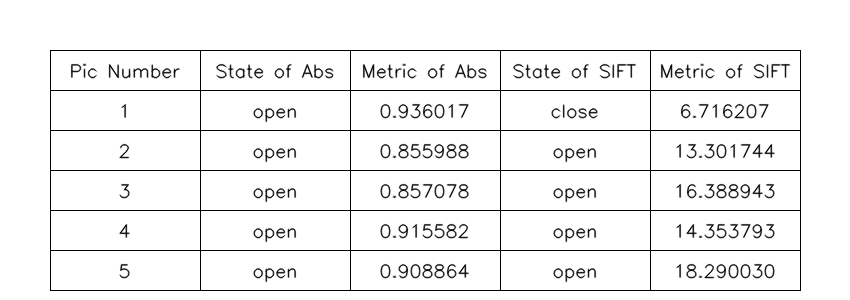 Pic Number State of Abs Metric of Abs State of SIFT Metric of SIFT
1 open 0.936017 close 6.716207
2 open 0.855988 open 13.301744
3 open 0.857078 open 16.388943
4 open 0.915582 open 14.353793
5 open 0.908864 open 18.290030